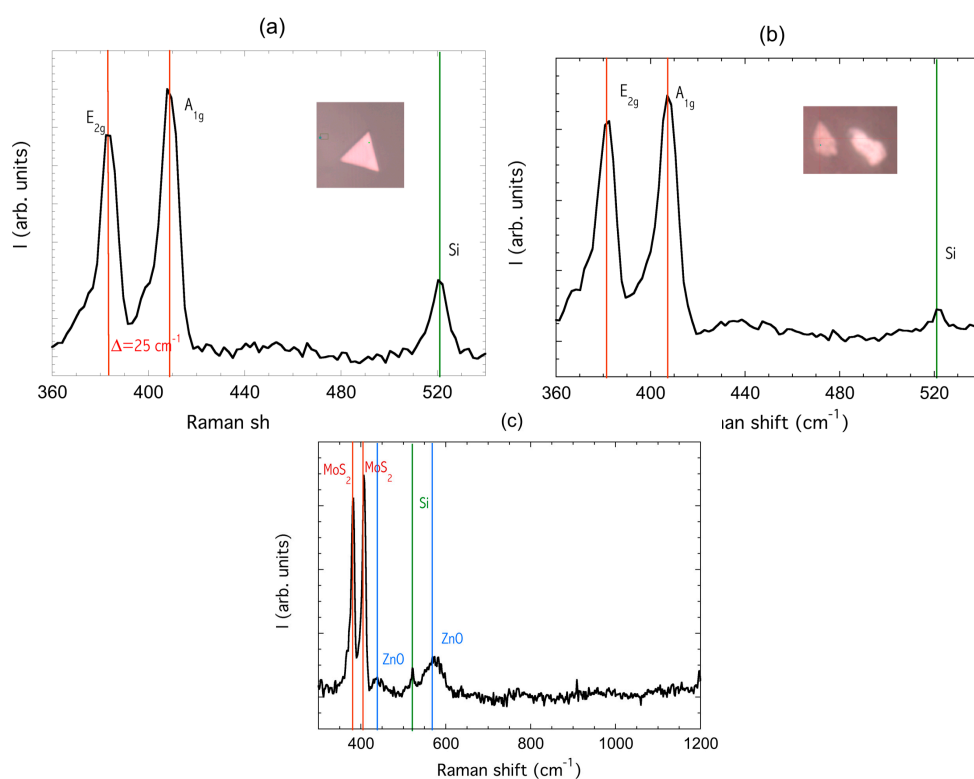 (a)
E2g
A1g
Si
Δ=25 cm-1
I (arb. units)
360 400 440 480 520
Raman sh
(b)
E2g
A1g
Si
I (arb. units)
360 400 440 480 520
an shift (cm-1)
(c)
MoS2 MoS2
Si
ZnO ZnO
I (arb. units)
400 600 800 1000 1200
Raman shift (cm-1)